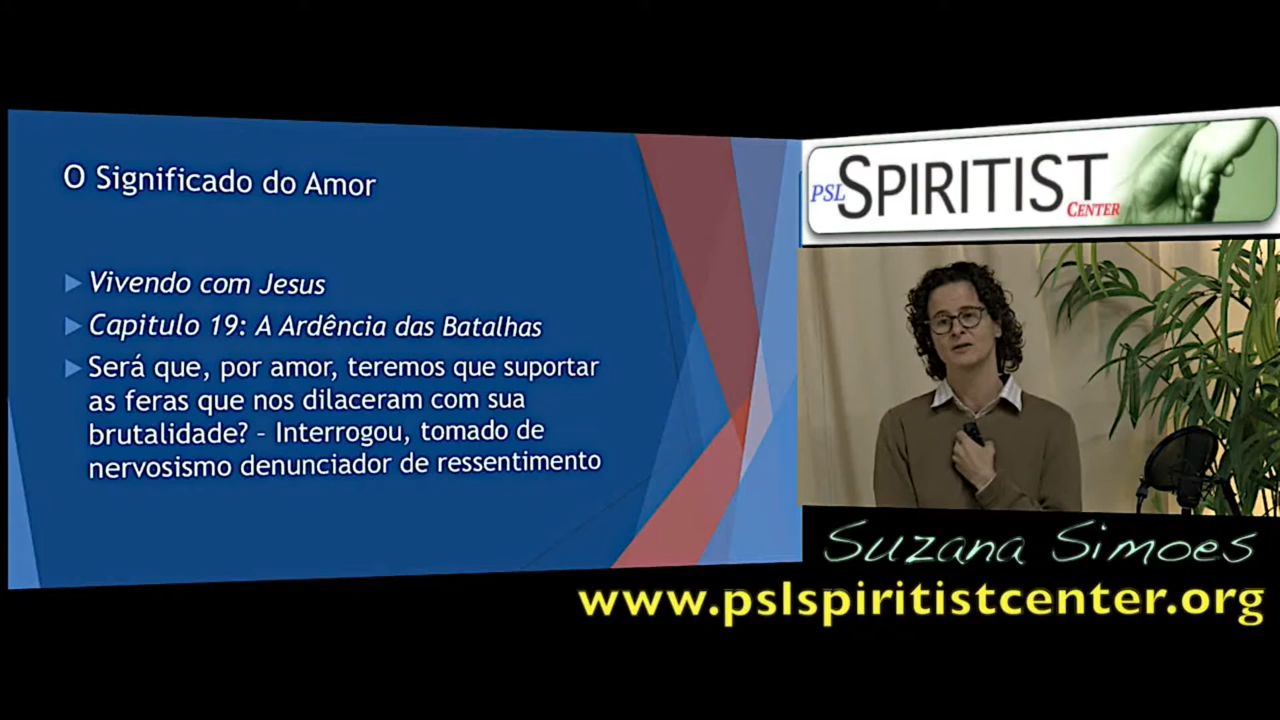 O Significado do Amor
Vivendo com Jesus
Capitulo 19: A Ardência das Batalhas
Será que, por amor, teremos que suportar
as feras que nos dilaceram com sua
brutalidade? – Interrogou, tomado de
nervosismo denunciador de ressentimento
PSL SPIRITIST
CENTER
Suzana Simoes
www.pslspiritistcenter.org